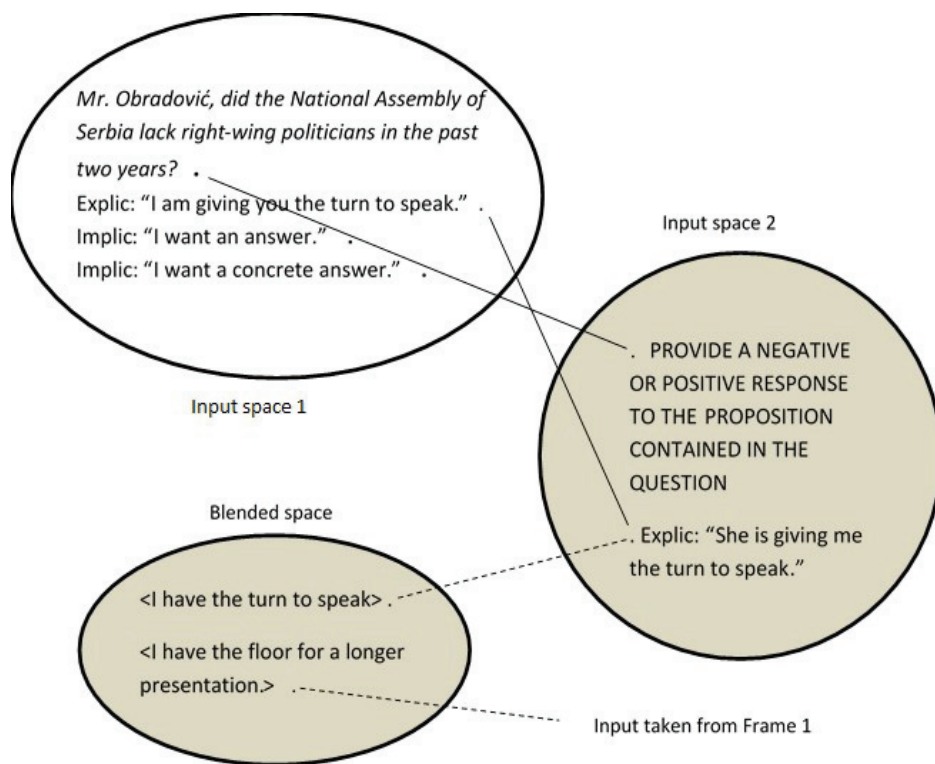 Mr. Obradović, did the National Assembly of
Serbia lack right-wing politicians in the past
two years? .
Explic: “I am giving you the turn to speak.” .
Implic: “I want an answer.” .
Implic: “I want a concrete answer.” .
Input space 1
Input space 2
. PROVIDE A NEGATIVE
OR POSITIVE RESPONSE
TO THE PROPOSITION
CONTAINED IN THE
QUESTION
. Explic: “She is giving me
the turn to speak.”
Blended space
<I have the turn to speak> .
<I have the floor for a longer
presentation.> .
Input taken from Frame 1